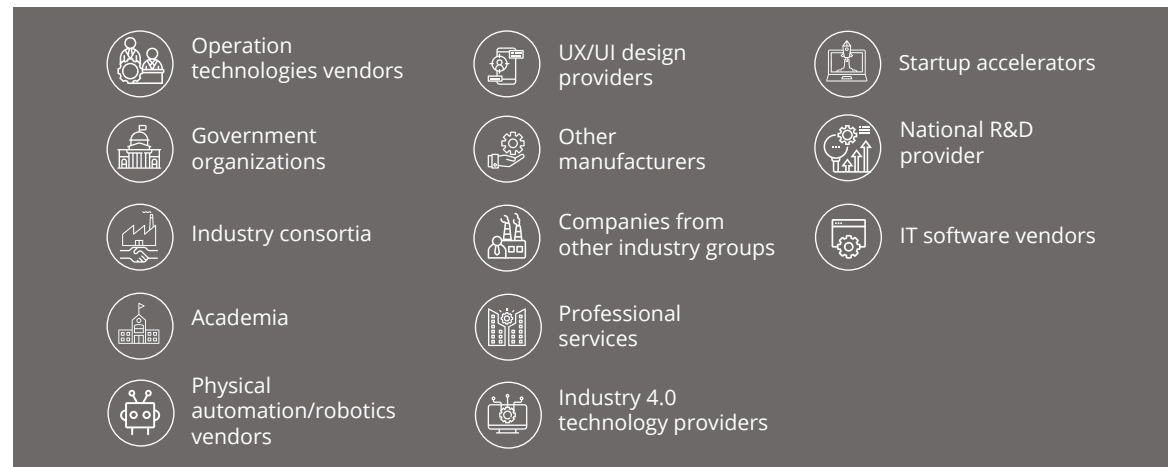 Operation
technologies vendors
Government
organizations
Industry consortia
Academia
Physical
automation/robotics
vendors
UX/UI design
providers
Other
manufacturers
Companies from
other industry groups
Professional
services
Industry 4.0
technology providers
Startup accelerators
National R&D
provider
IT software vendors